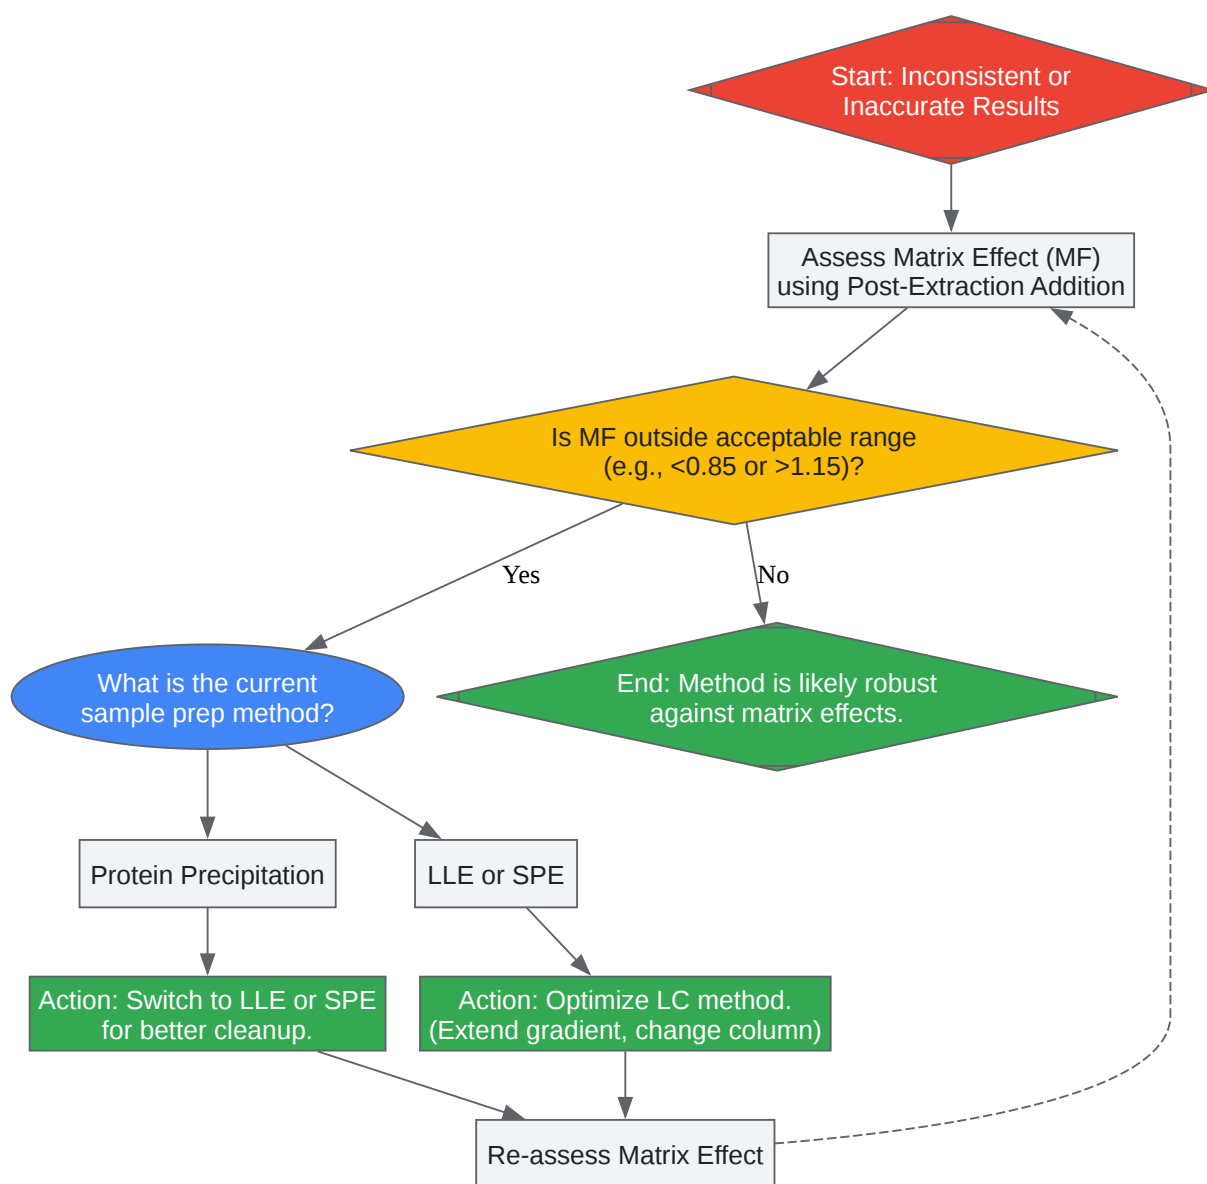 Start: Inconsistent or
Inaccurate Results
Assess Matrix Effect (MF)
using Post-Extraction Addition
Is MF outside acceptable range
(e.g., <0.85 or >1.15)?
Yes
No
What is the current
sample prep method?
End: Method is likely robust
against matrix effects.
Protein Precipitation
LLE or SPE
Action: Switch to LLE or SPE
for better cleanup.
Action: Optimize LC method.
(Extend gradient, change column)
Re-assess Matrix Effect